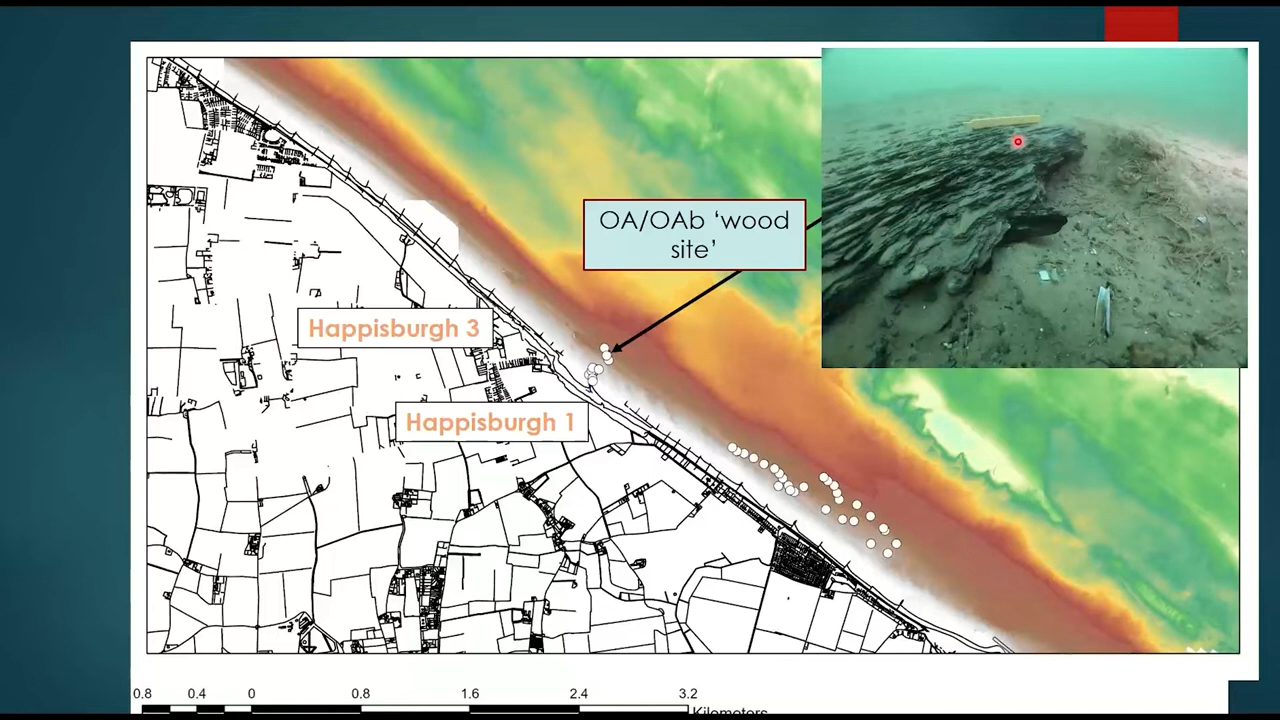 OA/OAb ‘wood
site’
Happisburgh 3
Happisburgh 1
0.8 0.4 0 0.8 1.6 2.4 3.2
Kilometers